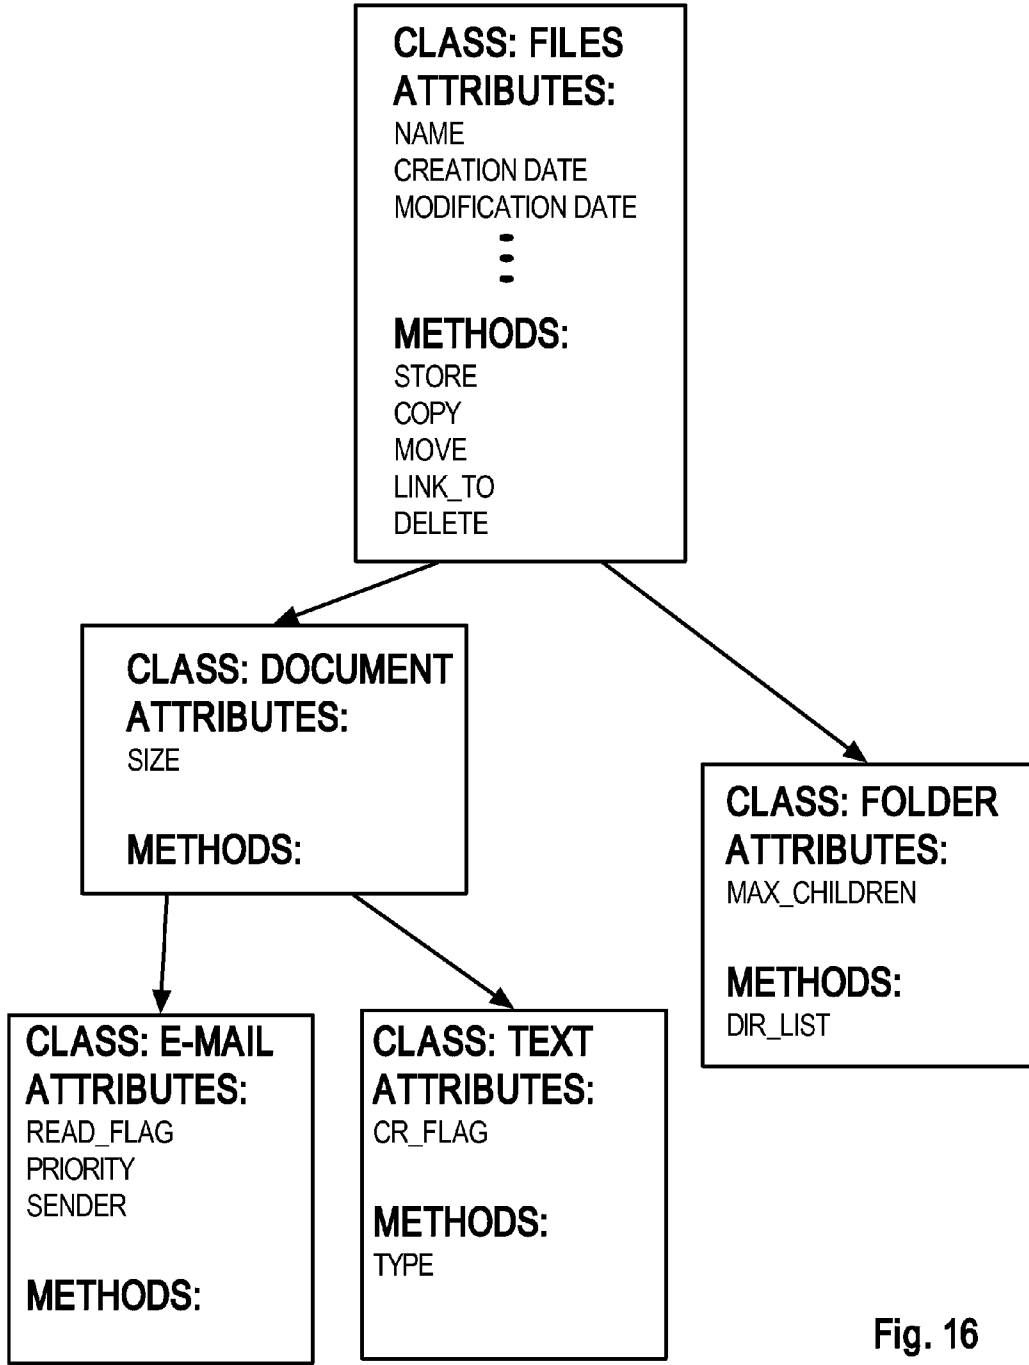 CLASS: FILES
ATTRIBUTES:
NAME
CREATION DATE
MODIFICATION DATE
METHODS:
STORE
COPY
MOVE
LINK_TO
DELETE
CLASS: DOCUMENT
ATTRIBUTES:
SIZE
METHODS:
CLASS: FOLDER
ATTRIBUTES:
MAX_CHILDREN
METHODS:
DIR_LIST
CLASS: E-MAIL
ATTRIBUTES:
READ_FLAG
PRIORITY
SENDER
METHODS:
CLASS: TEXT
ATTRIBUTES:
CR_FLAG
METHODS:
TYPE
Fig. 16